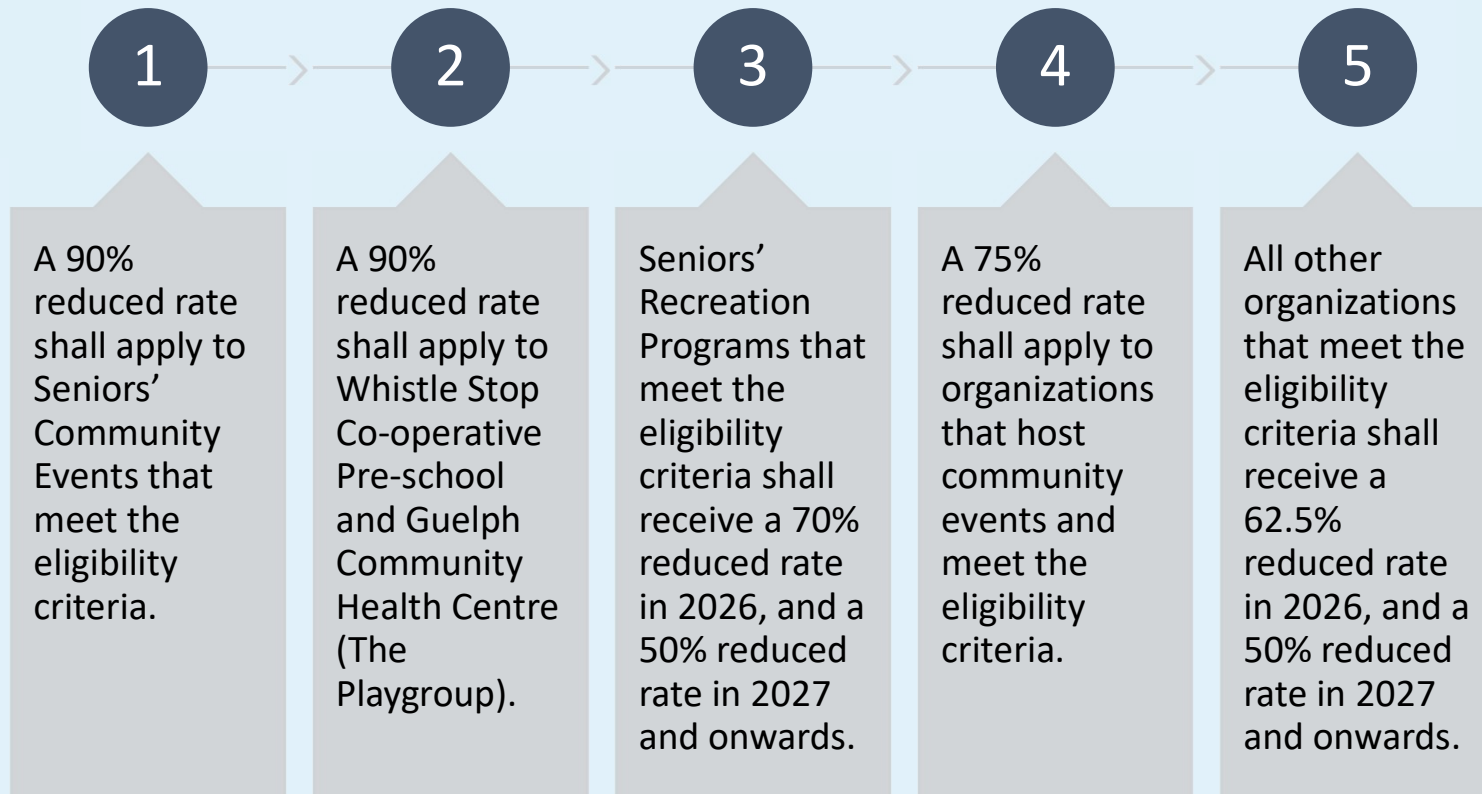 1
2
3
4
5
A 90%
reduced rate
shall apply to
Seniors’
Community
Events that
meet the
eligibility
criteria.
A 90%
reduced rate
shall apply to
Whistle Stop
Co-operative
Pre-school
and Guelph
Community
Health Centre
(The
Playgroup).
Seniors’
Recreation
Programs that
meet the
eligibility
criteria shall
receive a 70%
reduced rate
in 2026, and a
50% reduced
rate in 2027
and onwards.
A 75%
reduced rate
shall apply to
organizations
that host
community
events and
meet the
eligibility
criteria.
All other
organizations
that meet the
eligibility
criteria shall
receive a
62.5%
reduced rate
in 2026, and a
50% reduced
rate in 2027
and onwards.